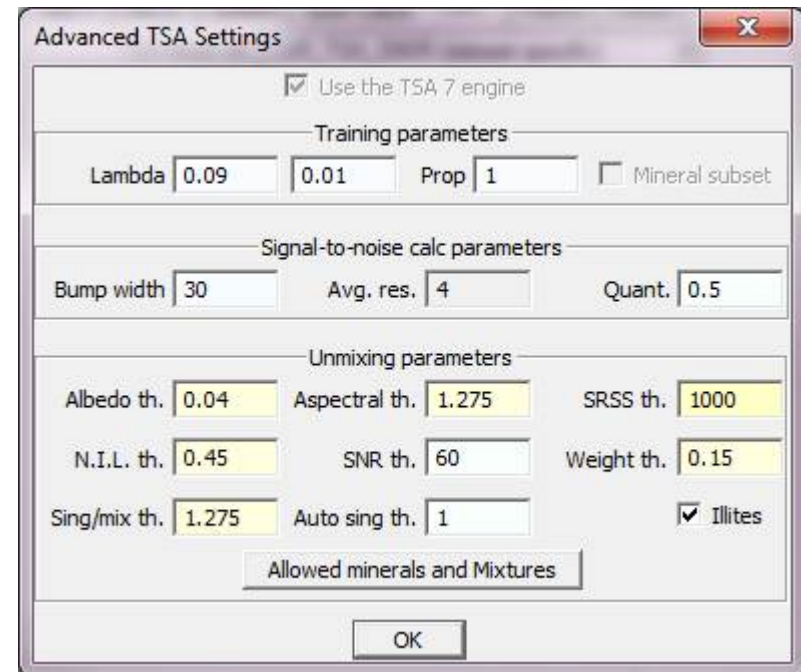 Advanced TSA Settings
Use the TSA 7 engine
Training parameters
Lambda 0.09 0.01 Prop 1 Mineral subset
Signal-to-noise calc parameters
Bump width 30 Avg. res. 4 Quant. 0.5
Unmixing parameters
Albedo th. 0.04 Aspectral th. 1.275 SRSS th. 1000
N.I.L. th. 0.45 SNR th. 60 Weight th. 0.15
Sing/mix th. 1.275 Auto sing th. 1 Illites
Allowed minerals and Mixtures
OK